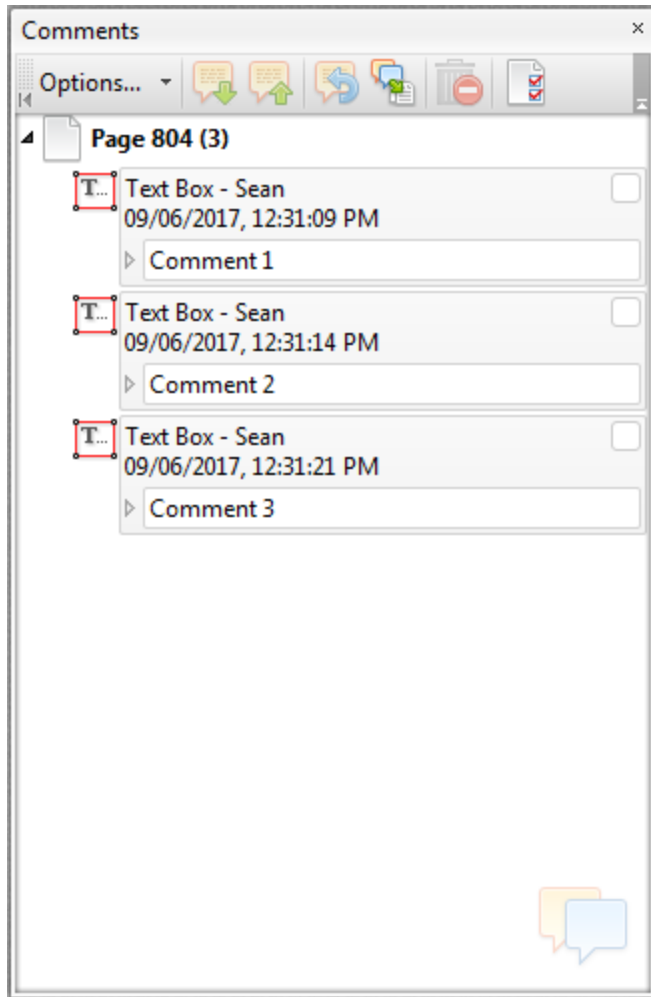 Comments
Options...
Page 804 (3)
T...
Text Box - Sean
09/06/2017, 12:31:09 PM
Comment 1
T...
Text Box - Sean
09/06/2017, 12:31:14 PM
Comment 2
T...
Text Box - Sean
09/06/2017, 12:31:21 PM
Comment 3